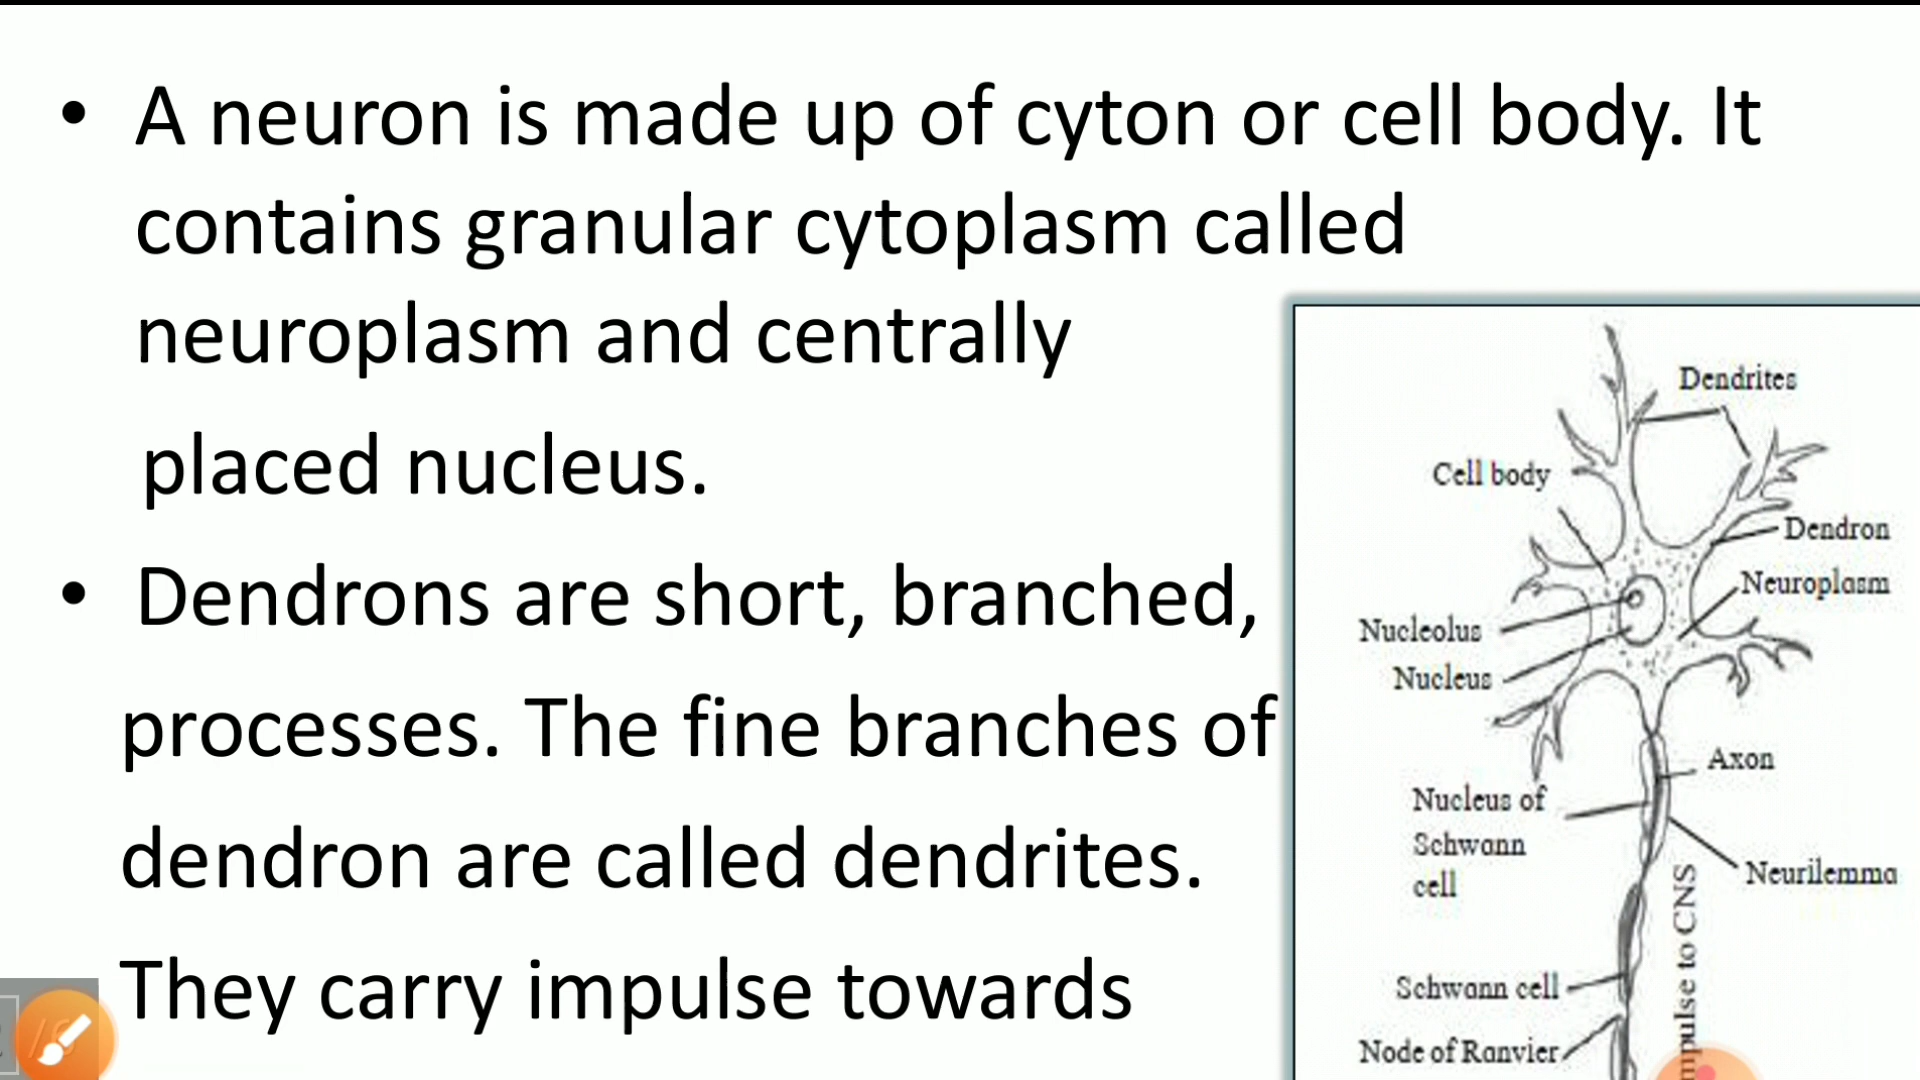 • A neuron is made up of cyton or cell body. It
contains granular cytoplasm called
neuroplasm and centrally
placed nucleus.
• Dendrons are short, branched,
processes. The fine branches of
dendron are called dendrites.
They carry impulse towards
Dendrites
Cell body
Dendron
Neuroplasm
Nucleolus
Nucleus
Axon
Nucleus of
Schwann
cell
Neurilemma
Schwann cell
Node of Ranvier
mpulse to CNS